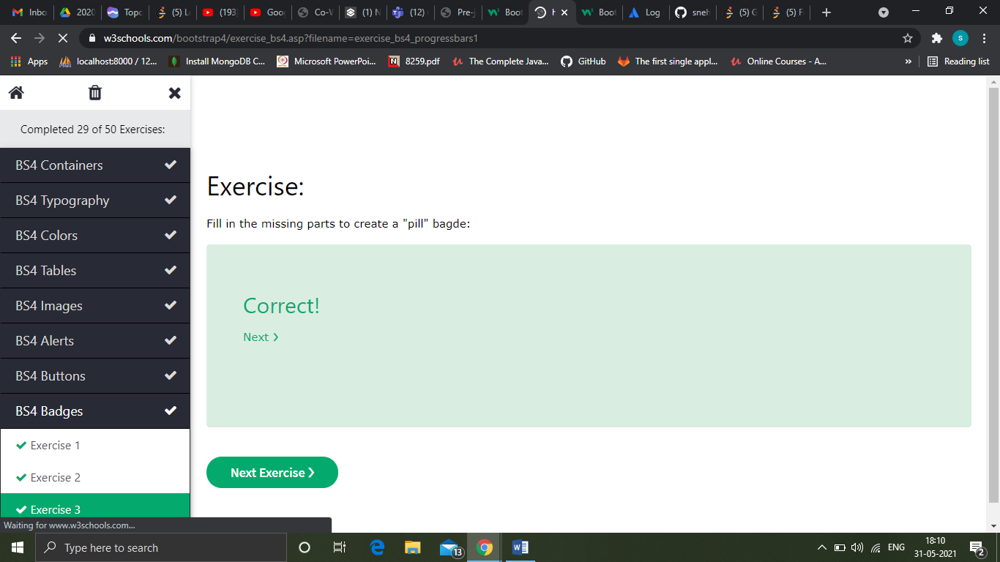 Inbo
2020
Topc
(5) Le
(193)
Goog
Co-W
(1) N
(12)
Pre-j
Boot
Boot
Log
sneh
(5) G
(5) F
w3schools.com/bootstrap4/exercise_bs4.asp?filename=exercise_bs4_progressbars1
S
Apps
localhost:8000 / 12...
Install MongoDB C...
Microsoft PowerPoi...
8259.pdf
The Complete Java...
GitHub
The first single appl...
Online Courses - A...
»
Reading list
Completed 29 of 50 Exercises:
BS4 Containers
BS4 Typography
BS4 Colors
BS4 Tables
BS4 Images
BS4 Alerts
BS4 Buttons
BS4 Badges
Exercise 1
Exercise 2
Exercise 3
Exercise:
Fill in the missing parts to create a "pill" bagde:
Correct!
Next ❯
Next Exercise ❯
Waiting for www.w3schools.com...
Type here to search
13
ENG
18:10
31-05-2021
2